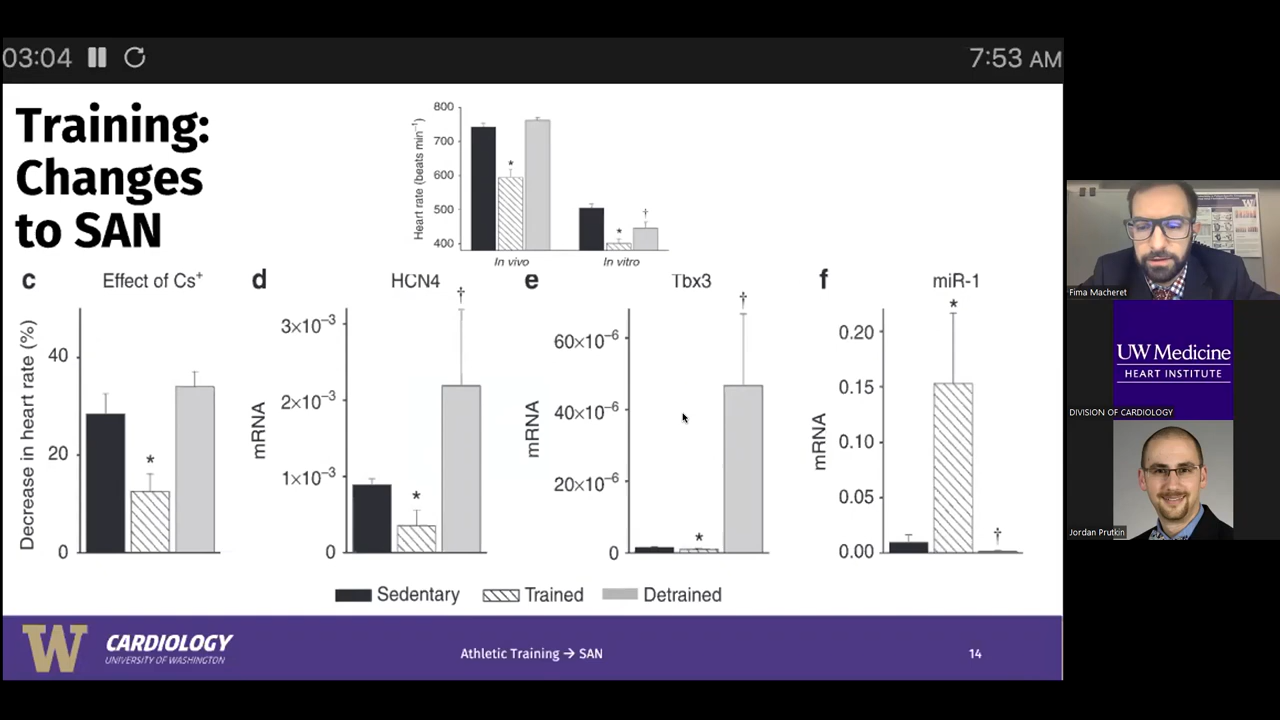 03:04
7:53 AM
Training:
Changes
to SAN
Heart rate (beats min⁻¹)
800
700
600
500
400
*
*
†
In vivo
In vitro
c
Effect of Cs⁺
Decrease in heart rate (%)
40
20
0
*
d
HCN4
mRNA
3×10⁻³
2×10⁻³
1×10⁻³
0
*
†
e
Tbx3
mRNA
60×10⁻⁶
40×10⁻⁶
20×10⁻⁶
0
*
†
f
miR-1
mRNA
0.20
0.15
0.10
0.05
0.00
*
†
Sedentary
Trained
Detrained
W
CARDIOLOGY
UNIVERSITY OF WASHINGTON
Athletic Training → SAN
14
W
Fima Macheret
UW Medicine
HEART INSTITUTE
DIVISION OF CARDIOLOGY
Jordan Prutkin